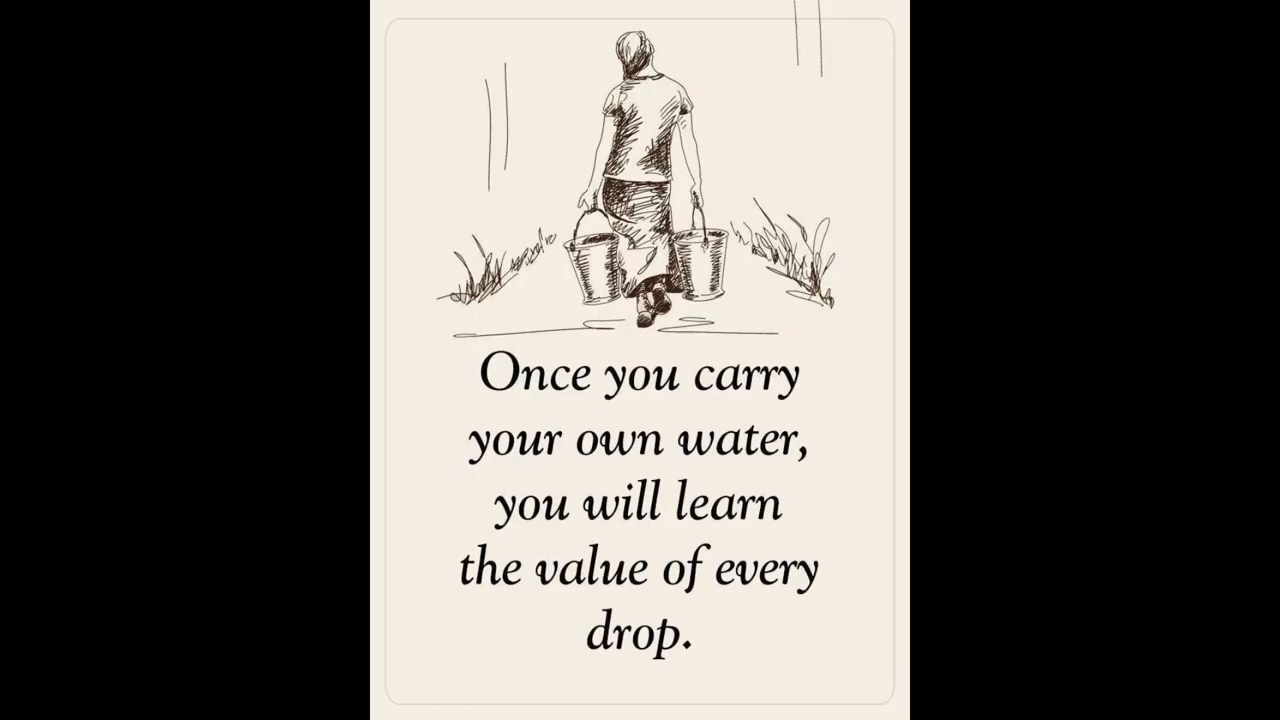 Once you carry
your own water,
you will learn
the value of every
drop.